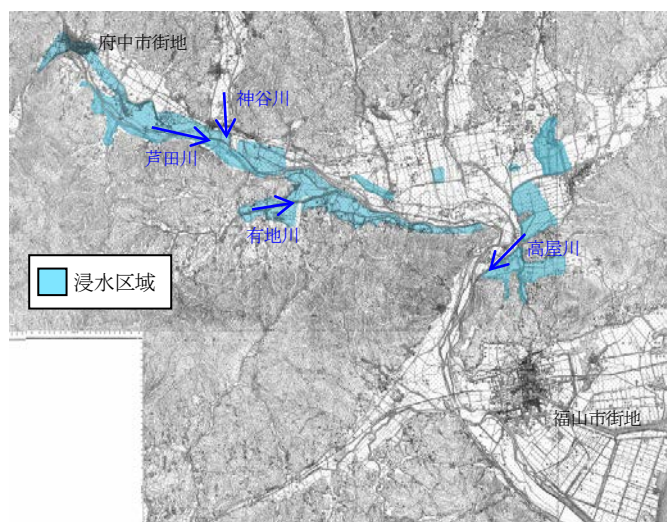 府中市街地
神谷川
芦田川
有地川
高屋川
浸水区域
福山市街地